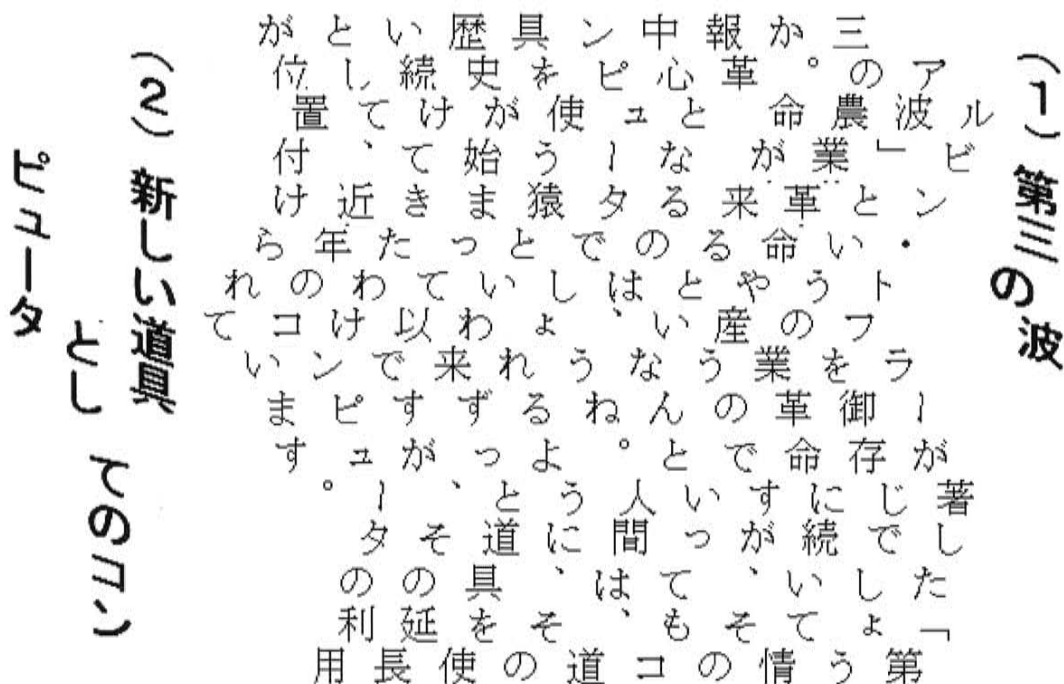 (1) 第三の波
アルビン・トフラーが著した「第
三の波」というのを御存じでしょう
か。農業革命や産業革命に続いて、情
報革命が来るというのですが、その
中心となるのは、なんといっても、コ
ンピュータでしょうね。人間は、道
具を使う猿といわれるように、その
歴史が始まって以来ずっと、道具を使
い続けてきたわけですが、その延長
として、近年のコンピュータの利用
が位置付けられています。
(2) 新しい道具
としてのコン
ピュータ